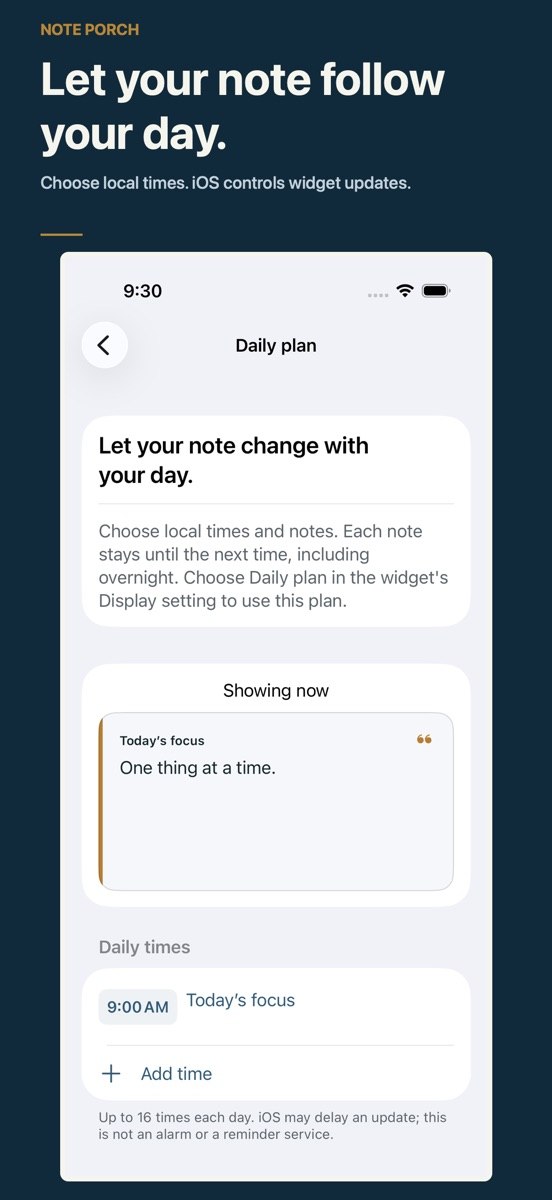 NOTE PORCH
Let your note follow
your day.
Choose local times. iOS controls widget updates.
9:30
Daily plan
Let your note change with
your day.
Choose local times and notes. Each note
stays until the next time, including
overnight. Choose Daily plan in the widget's
Display setting to use this plan.
Showing now
Today’s focus
One thing at a time.
Daily times
9:00 AM Today’s focus
Add time
Up to 16 times each day. iOS may delay an update; this
is not an alarm or a reminder service.